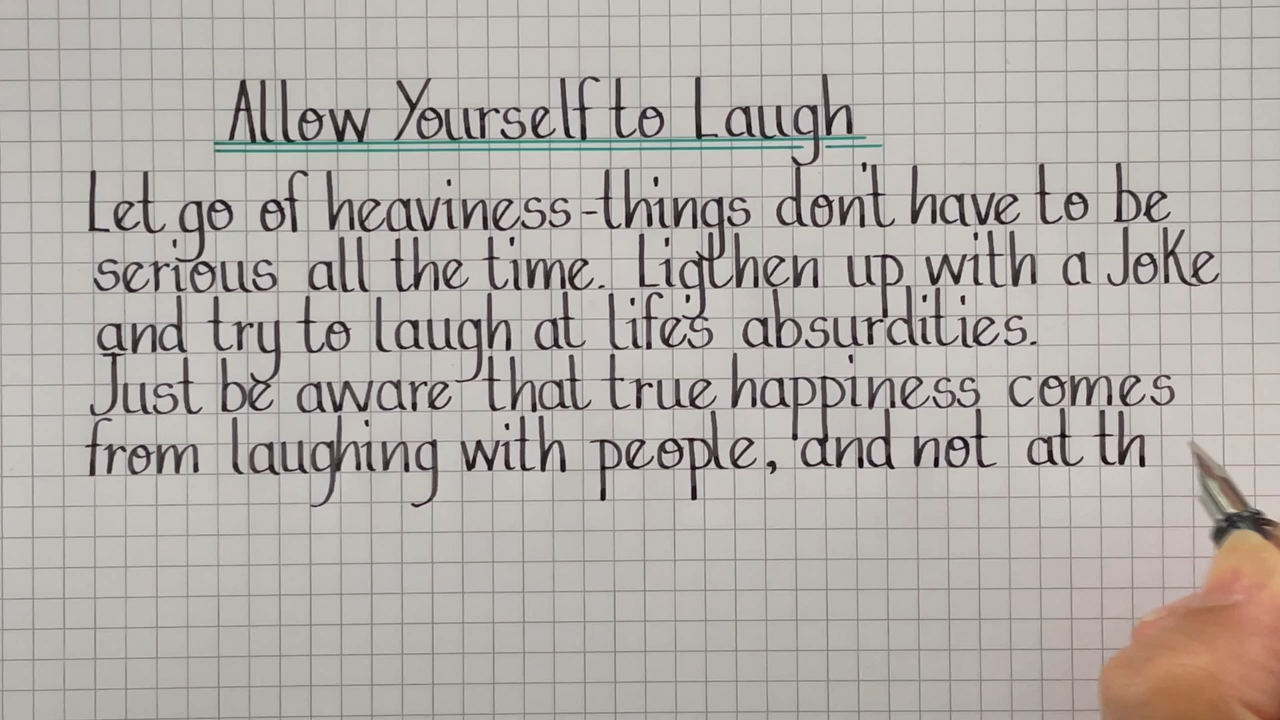 Allow Yourself to Laugh
Let go of heaviness-things don't have to be
serious all the time. Ligthen up with a Joke
and try to laugh at life's absurdities.
Just be aware that true happiness comes
from laughing with people, and not at th